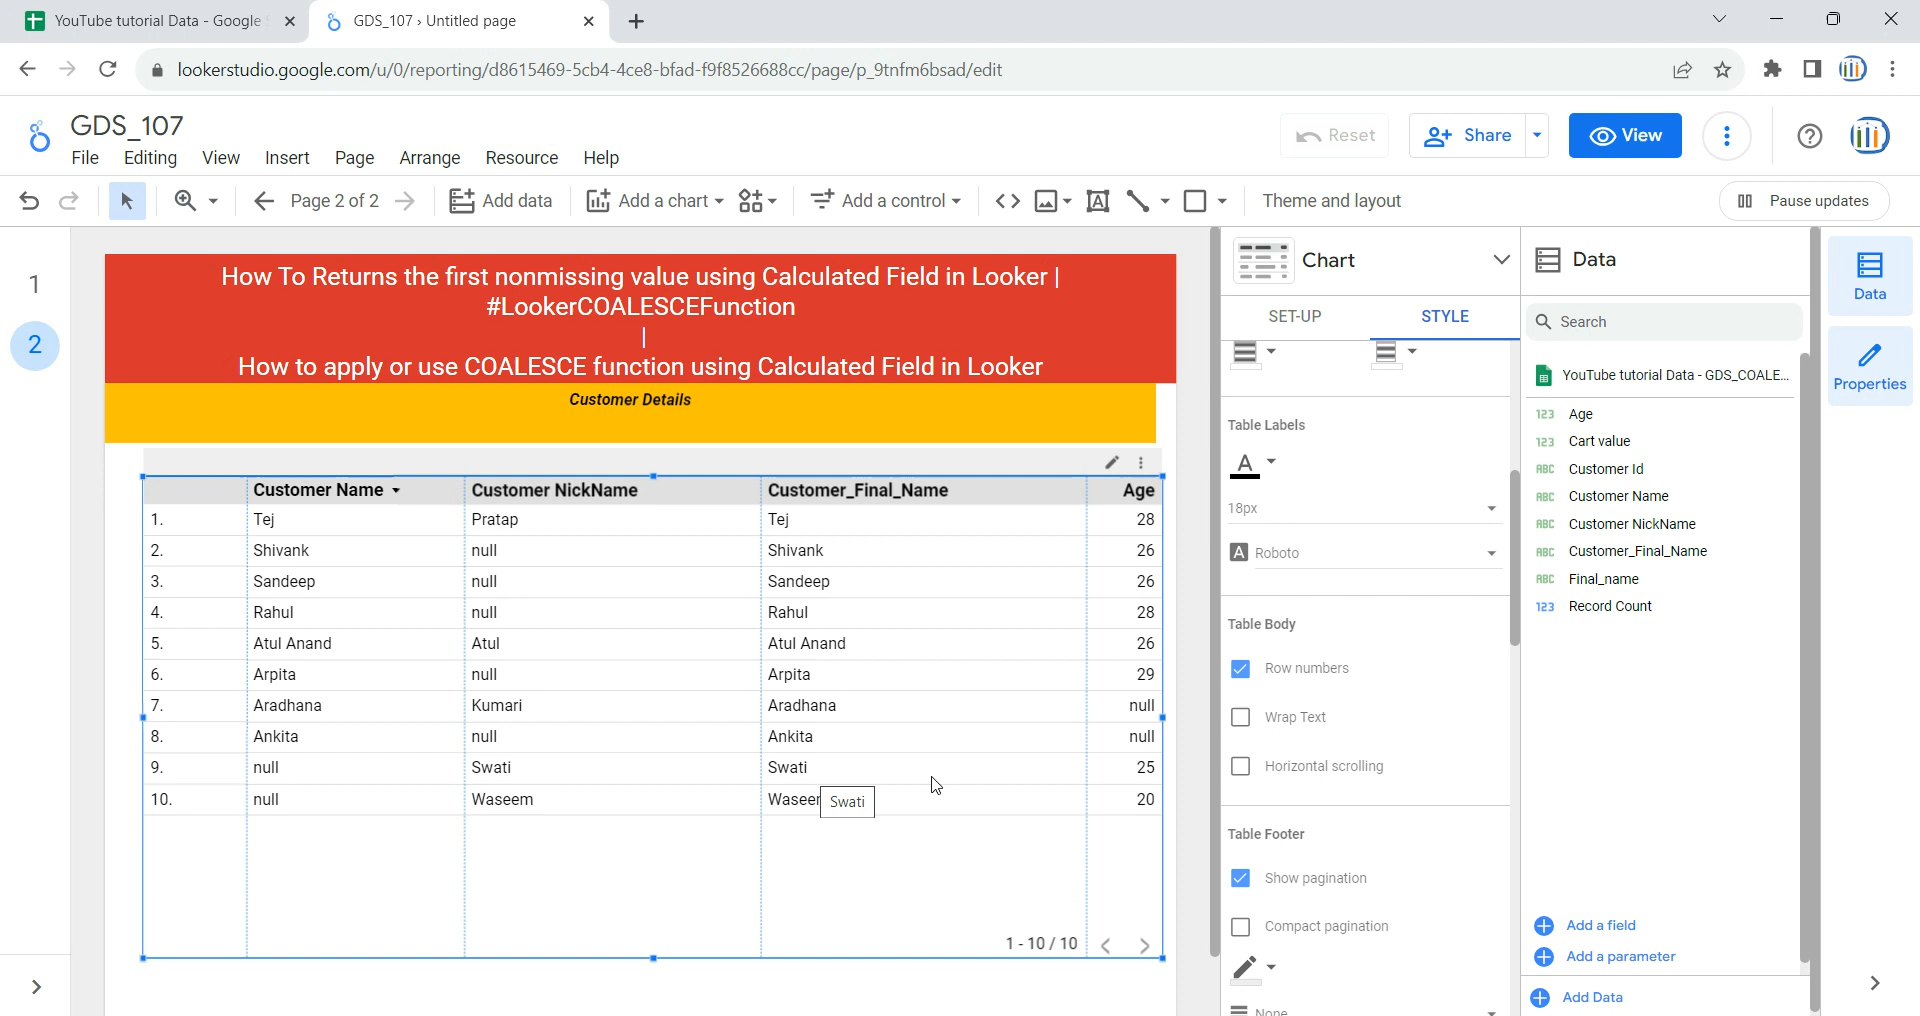 YouTube tutorial Data - Google
GDS_107 › Untitled page
lookerstudio.google.com/u/0/reporting/d8615469-5cb4-4ce8-bfad-f9f8526688cc/page/p_9tnfm6bsad/edit
GDS_107
File Editing View Insert Page Arrange Resource Help
Reset Share View
Page 2 of 2 Add data Add a chart Add a control Theme and layout Pause updates
1
2
How To Returns the first nonmissing value using Calculated Field in Looker |
#LookerCOALESCEFunction
|
How to apply or use COALESCE function using Calculated Field in Looker
Customer Details
Customer Name Customer NickName Customer_Final_Name Age
1. Tej Pratap Tej 28
2. Shivank null Shivank 26
3. Sandeep null Sandeep 26
4. Rahul null Rahul 28
5. Atul Anand Atul Atul Anand 26
6. Arpita null Arpita 29
7. Aradhana Kumari Aradhana null
8. Ankita null Ankita null
9. null Swati Swati 25
10. null Waseem Waseem 20
Swati
1 - 10 / 10
Chart
SET-UP STYLE
Table Labels
A
18px
A Roboto
Table Body
Row numbers
Wrap Text
Horizontal scrolling
Table Footer
Show pagination
Compact pagination
None
Data
Search
YouTube tutorial Data - GDS_COALE...
123 Age
123 Cart value
ABC Customer Id
ABC Customer Name
ABC Customer NickName
ABC Customer_Final_Name
ABC Final_name
123 Record Count
Add a field
Add a parameter
Add Data
Data
Properties